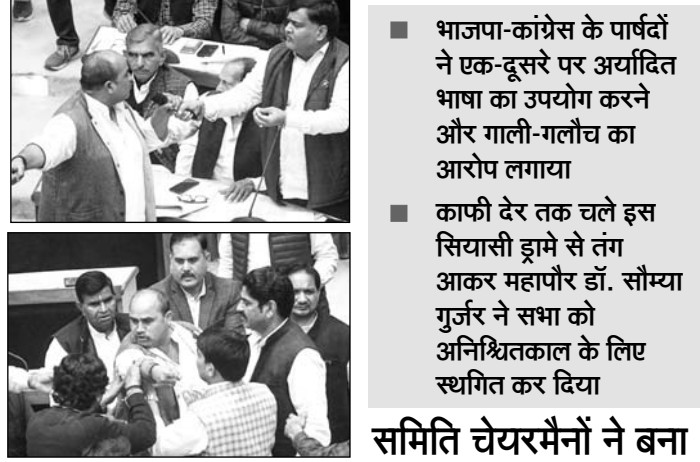 ■ भाजपा-कांग्रेस के पार्षदों
ने एक-दूसरे पर अर्यादित
भाषा का उपयोग करने
और गाली-गलौच का
आरोप लगाया
■ काफी देर तक चले इस
सियासी ड्रामे से तंग
आकर महापौर डॉ. सौम्या
गुर्जर ने सभा को
अनिश्चितकाल के लिए
स्थगित कर दिया
समिति चेयरमैनों ने बना